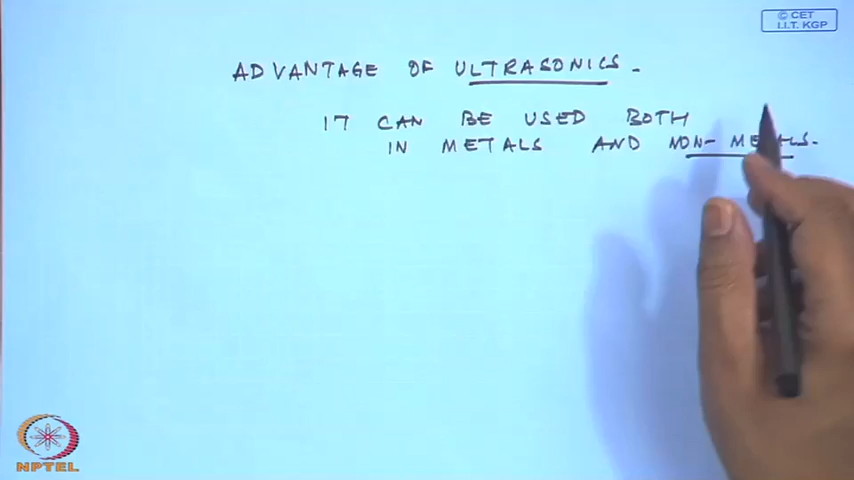 © CET
I.I.T. KGP
ADVANTAGE OF ULTRASONICS.
IT CAN BE USED BOTH
IN METALS AND NON-METALS.
NPTEL